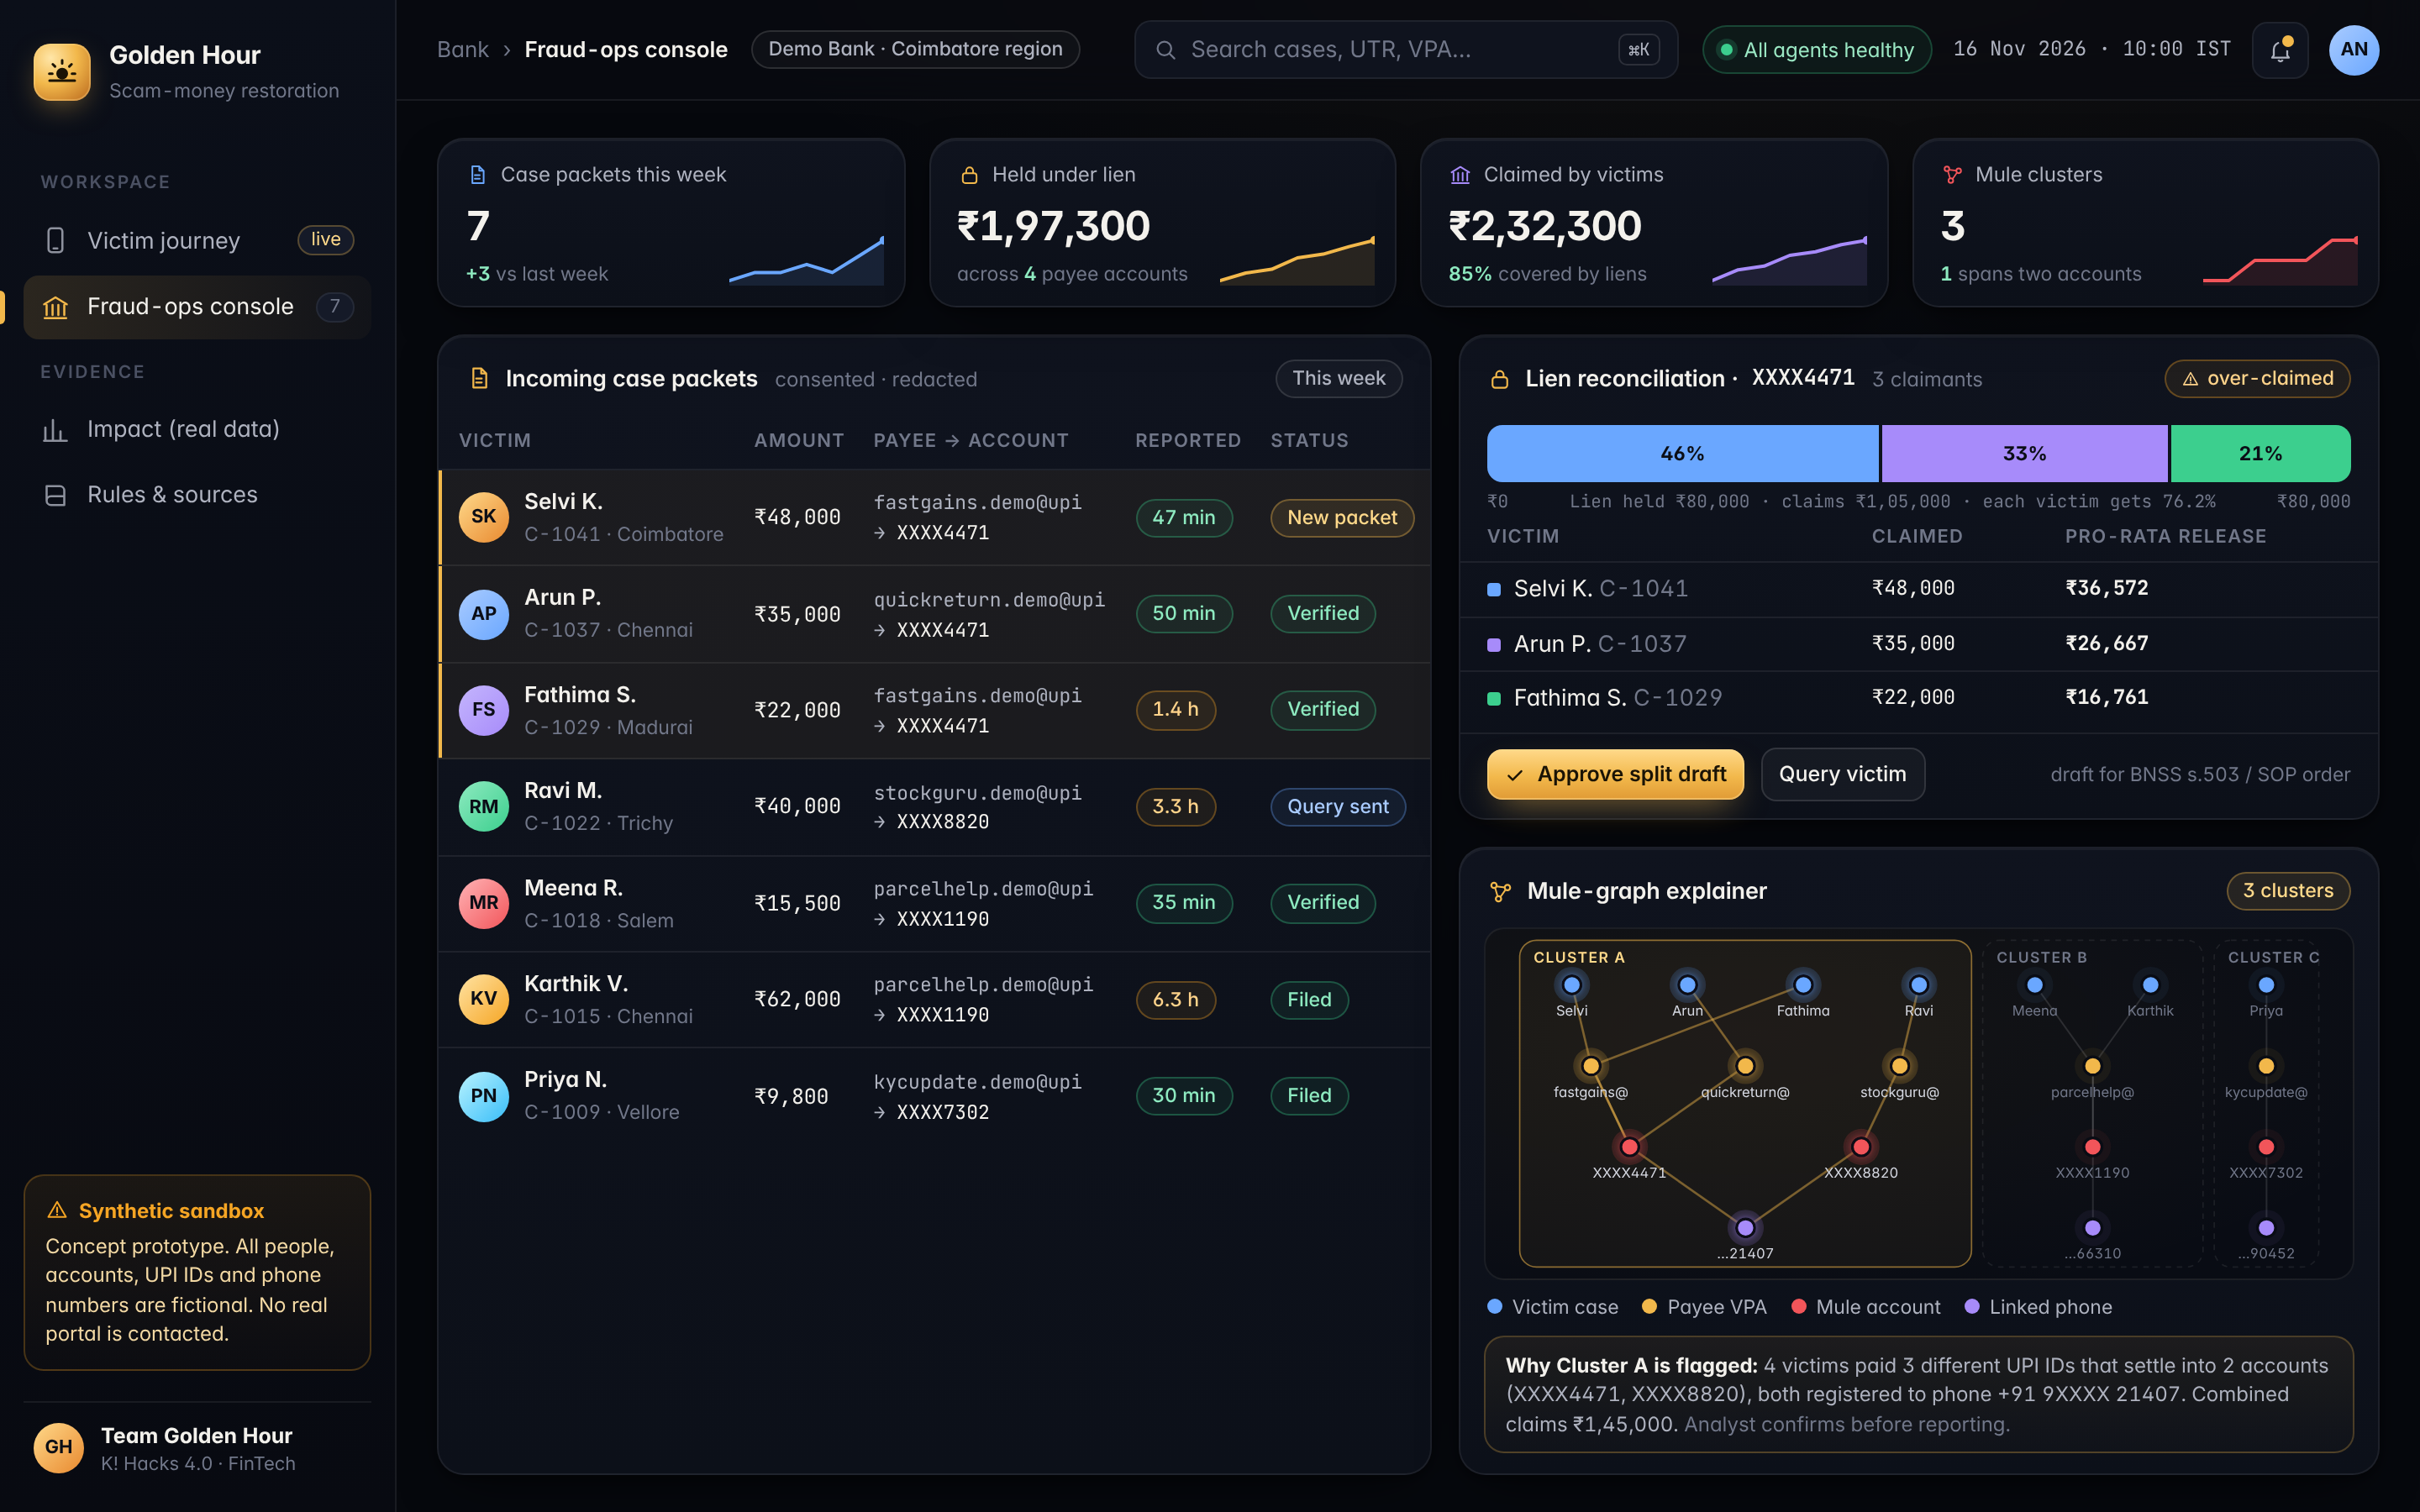 Golden Hour
Scam-money restoration
WORKSPACE
Victim journey live
Fraud-ops console 7
EVIDENCE
Impact (real data)
Rules & sources
Synthetic sandbox
Concept prototype. All people,
accounts, UPI IDs and phone
numbers are fictional. No real
portal is contacted.
GH
Team Golden Hour
K! Hacks 4.0 · FinTech
Bank › Fraud-ops console Demo Bank · Coimbatore region
Search cases, UTR, VPA... ⌘K
All agents healthy
16 Nov 2026 · 10:00 IST
AN
Case packets this week
7
+3 vs last week
Held under lien
₹1,97,300
across 4 payee accounts
Claimed by victims
₹2,32,300
85% covered by liens
Mule clusters
3
1 spans two accounts
Incoming case packets consented · redacted This week
VICTIM AMOUNT PAYEE → ACCOUNT REPORTED STATUS
SK Selvi K. C-1041 · Coimbatore ₹48,000 fastgains.demo@upi → XXXX4471 47 min New packet
AP Arun P. C-1037 · Chennai ₹35,000 quickreturn.demo@upi → XXXX4471 50 min Verified
FS Fathima S. C-1029 · Madurai ₹22,000 fastgains.demo@upi → XXXX4471 1.4 h Verified
RM Ravi M. C-1022 · Trichy ₹40,000 stockguru.demo@upi → XXXX8820 3.3 h Query sent
MR Meena R. C-1018 · Salem ₹15,500 parcelhelp.demo@upi → XXXX1190 35 min Verified
KV Karthik V. C-1015 · Chennai ₹62,000 parcelhelp.demo@upi → XXXX1190 6.3 h Filed
PN Priya N. C-1009 · Vellore ₹9,800 kycupdate.demo@upi → XXXX7302 30 min Filed
Lien reconciliation · XXXX4471 3 claimants over-claimed
46% 33% 21%
₹0 Lien held ₹80,000 · claims ₹1,05,000 · each victim gets 76.2% ₹80,000
VICTIM CLAIMED PRO-RATA RELEASE
Selvi K. C-1041 ₹48,000 ₹36,572
Arun P. C-1037 ₹35,000 ₹26,667
Fathima S. C-1029 ₹22,000 ₹16,761
Approve split draft Query victim draft for BNSS s.503 / SOP order
Mule-graph explainer 3 clusters
CLUSTER A CLUSTER B CLUSTER C
Selvi Arun Fathima Ravi Meena Karthik Priya
fastgains@ quickreturn@ stockguru@ parcelhelp@ kycupdate@
XXXX4471 XXXX8820 XXXX1190 XXXX7302
...21407 ...66310 ...90452
Victim case Payee VPA Mule account Linked phone
Why Cluster A is flagged: 4 victims paid 3 different UPI IDs that settle into 2 accounts
(XXXX4471, XXXX8820), both registered to phone +91 9XXXX 21407. Combined
claims ₹1,45,000. Analyst confirms before reporting.